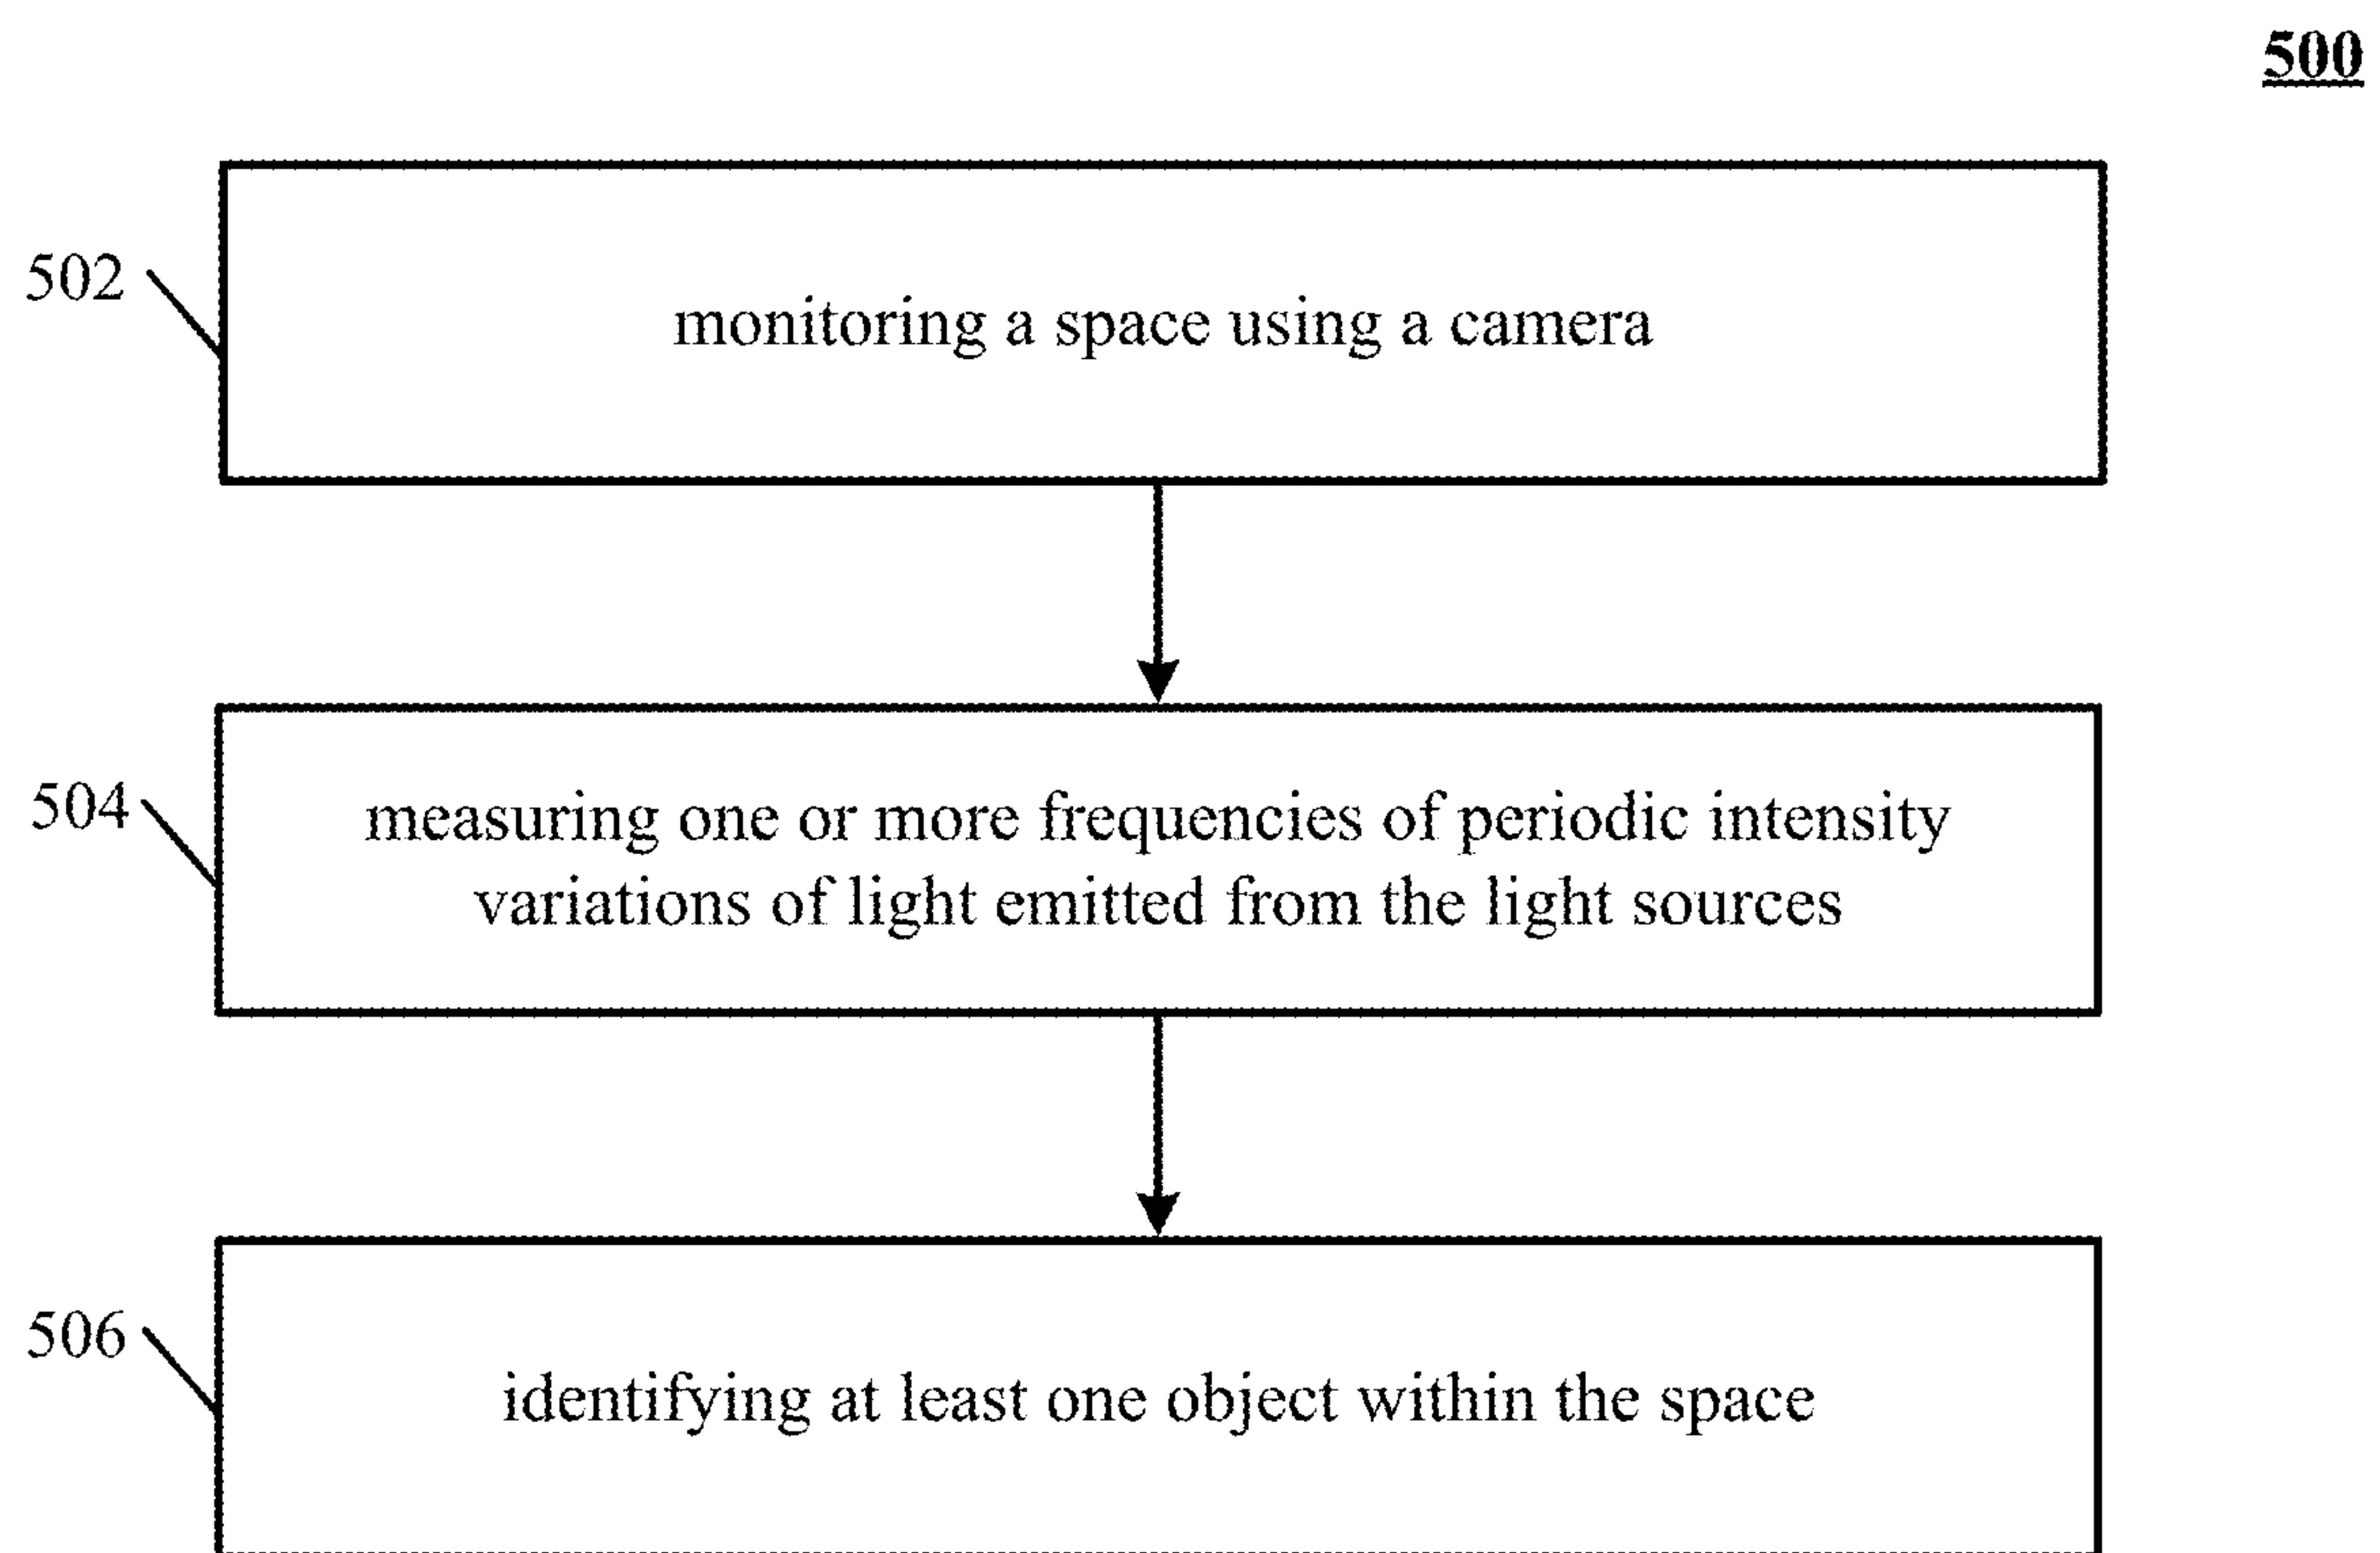 500
502
monitoring a space using a camera
504
measuring one or more frequencies of periodic intensity
variations of light emitted from the light sources
506
identifying at least one object within the space